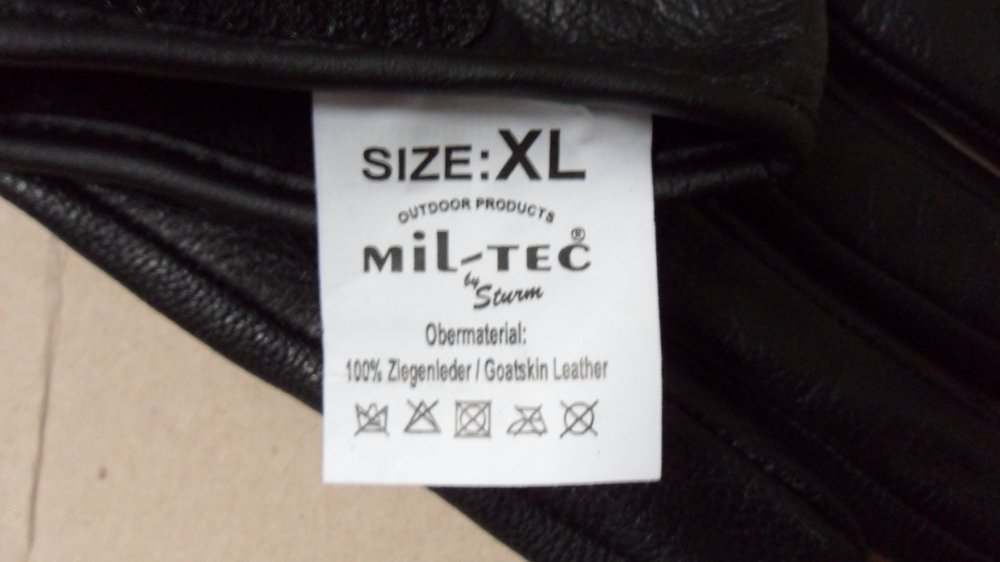 SIZE: XL
OUTDOOR PRODUCTS
MiL-TEC®
by Sturm
Obermaterial:
100% Ziegenleder / Goatskin Leather